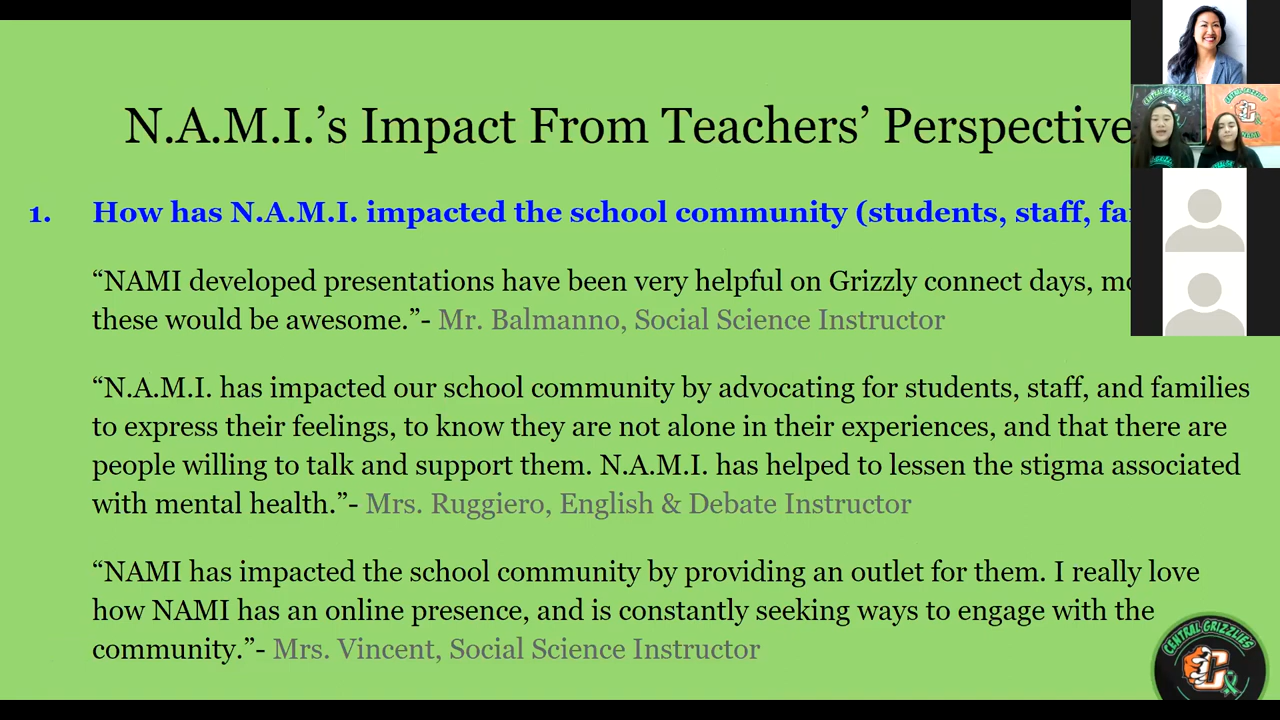 N.A.M.I.’s Impact From Teachers’ Perspective
1. How has N.A.M.I. impacted the school community (students, staff,
“NAMI developed presentations have been very helpful on Grizzly connect days,
these would be awesome.”- Mr. Balmanno, Social Science Instructor
“N.A.M.I. has impacted our school community by advocating for students, staff, and families
to express their feelings, to know they are not alone in their experiences, and that there are
people willing to talk and support them. N.A.M.I. has helped to lessen the stigma associated
with mental health.”- Mrs. Ruggiero, English & Debate Instructor
“NAMI has impacted the school community by providing an outlet for them. I really love
how NAMI has an online presence, and is constantly seeking ways to engage with the
community.”- Mrs. Vincent, Social Science Instructor
CENTRAL GRIZZLIES
C